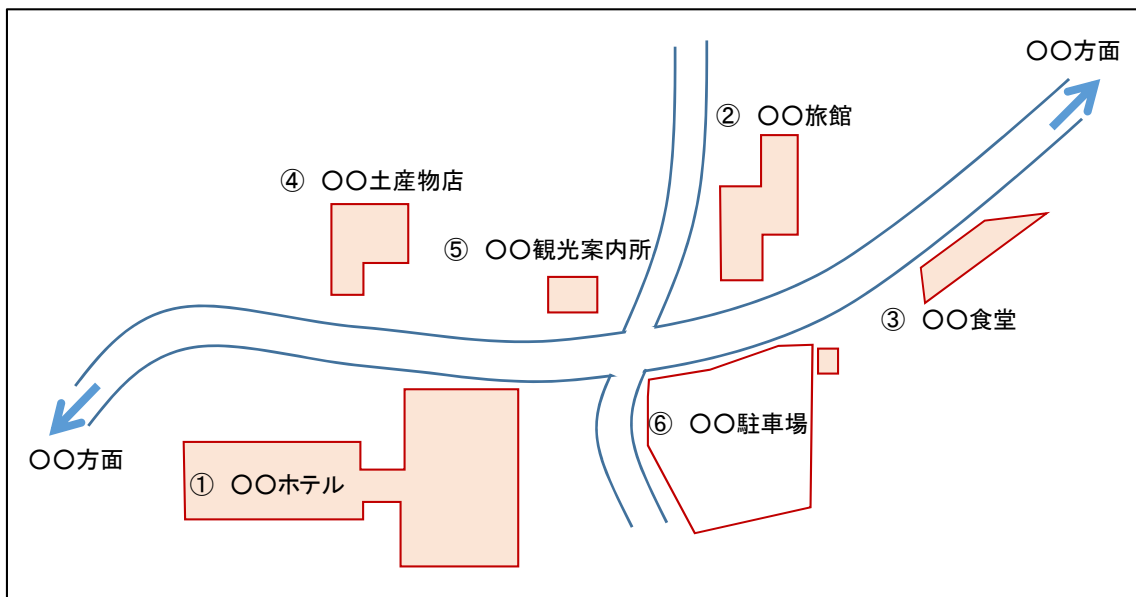 〇〇方面
② 〇〇旅館
④ 〇〇土産物店
⑤ 〇〇観光案内所
③ 〇〇食堂
⑥ 〇〇駐車場
〇〇方面
① 〇〇ホテル